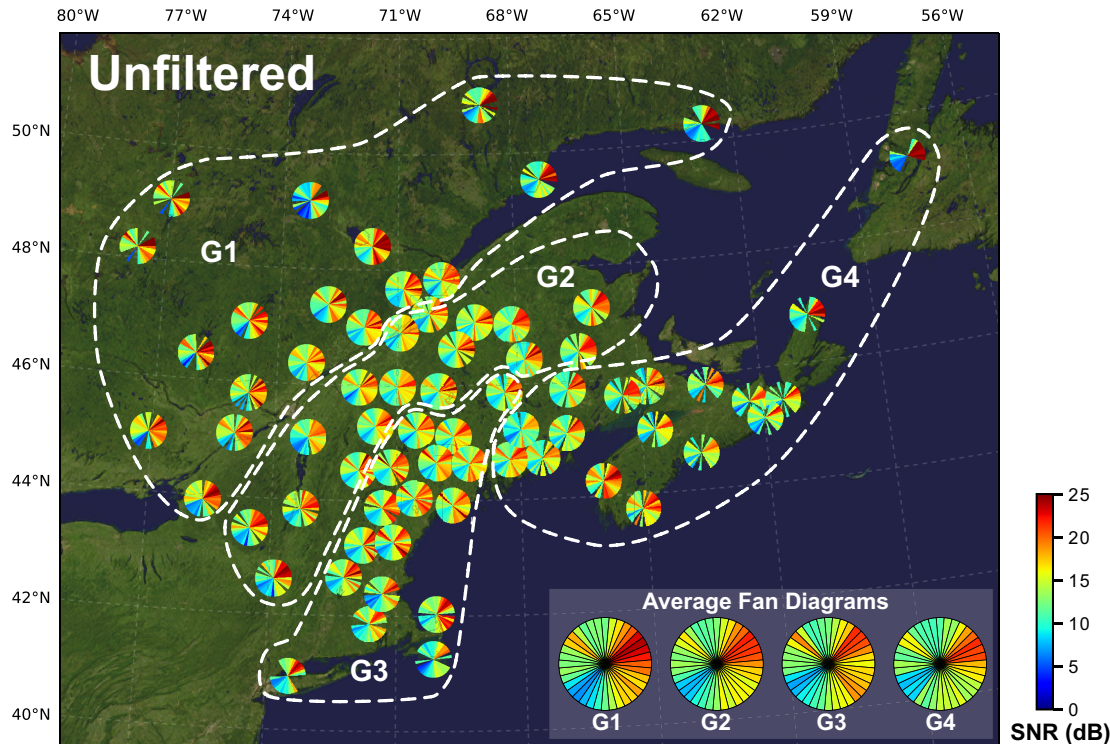 80°W 77°W 74°W 71°W 68°W 65°W 62°W 59°W 56°W
Unfiltered
50°N
48°N
46°N
44°N
42°N
40°N
G1
G2
G4
G3
Average Fan Diagrams
G1 G2 G3 G4
25
20
15
10
5
0
SNR (dB)